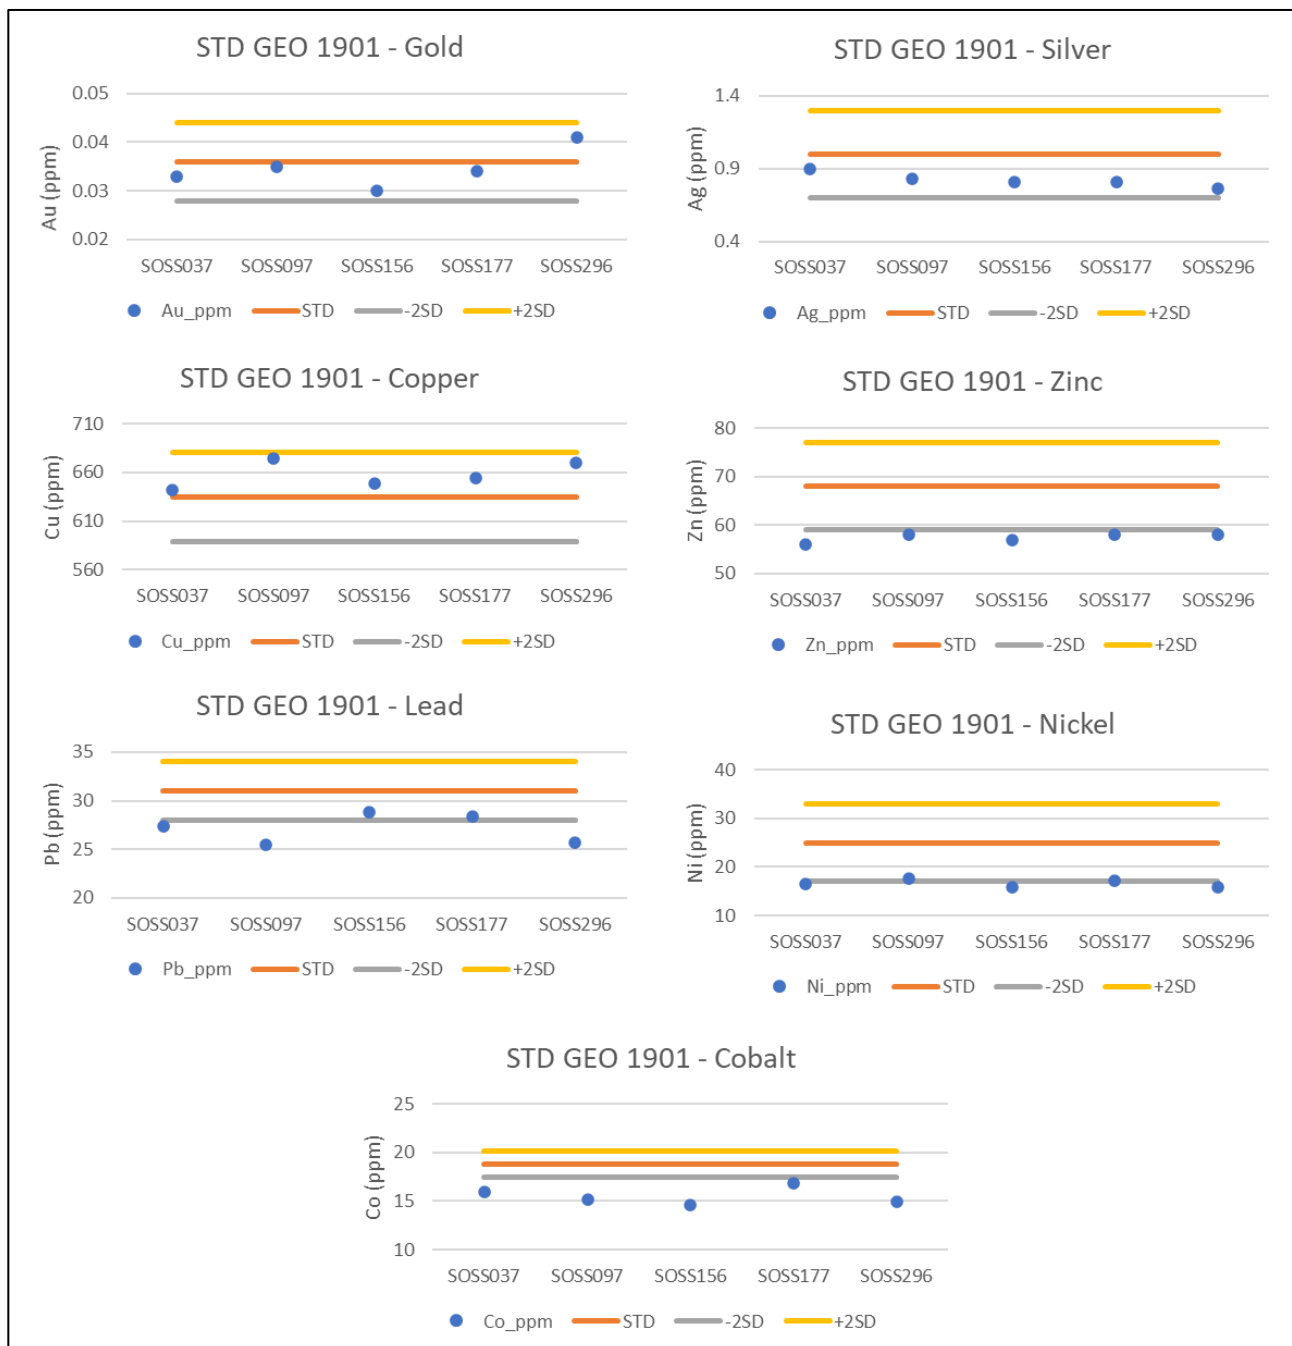 STD GEO 1901 - Gold
0.05
0.04
0.03
0.02
Au (ppm)
SOSS037 SOSS097 SOSS156 SOSS177 SOSS296
Au_ppm STD -2SD +2SD
STD GEO 1901 - Silver
1.4
0.9
0.4
Ag (ppm)
SOSS037 SOSS097 SOSS156 SOSS177 SOSS296
Ag_ppm STD -2SD +2SD
STD GEO 1901 - Copper
710
660
610
560
Cu (ppm)
SOSS037 SOSS097 SOSS156 SOSS177 SOSS296
Cu_ppm STD -2SD +2SD
STD GEO 1901 - Zinc
80
70
60
50
Zn (ppm)
SOSS037 SOSS097 SOSS156 SOSS177 SOSS296
Zn_ppm STD -2SD +2SD
STD GEO 1901 - Lead
35
30
25
20
Pb (ppm)
SOSS037 SOSS097 SOSS156 SOSS177 SOSS296
Pb_ppm STD -2SD +2SD
STD GEO 1901 - Nickel
40
30
20
10
Ni (ppm)
SOSS037 SOSS097 SOSS156 SOSS177 SOSS296
Ni_ppm STD -2SD +2SD
STD GEO 1901 - Cobalt
25
20
15
10
Co (ppm)
SOSS037 SOSS097 SOSS156 SOSS177 SOSS296
Co_ppm STD -2SD +2SD